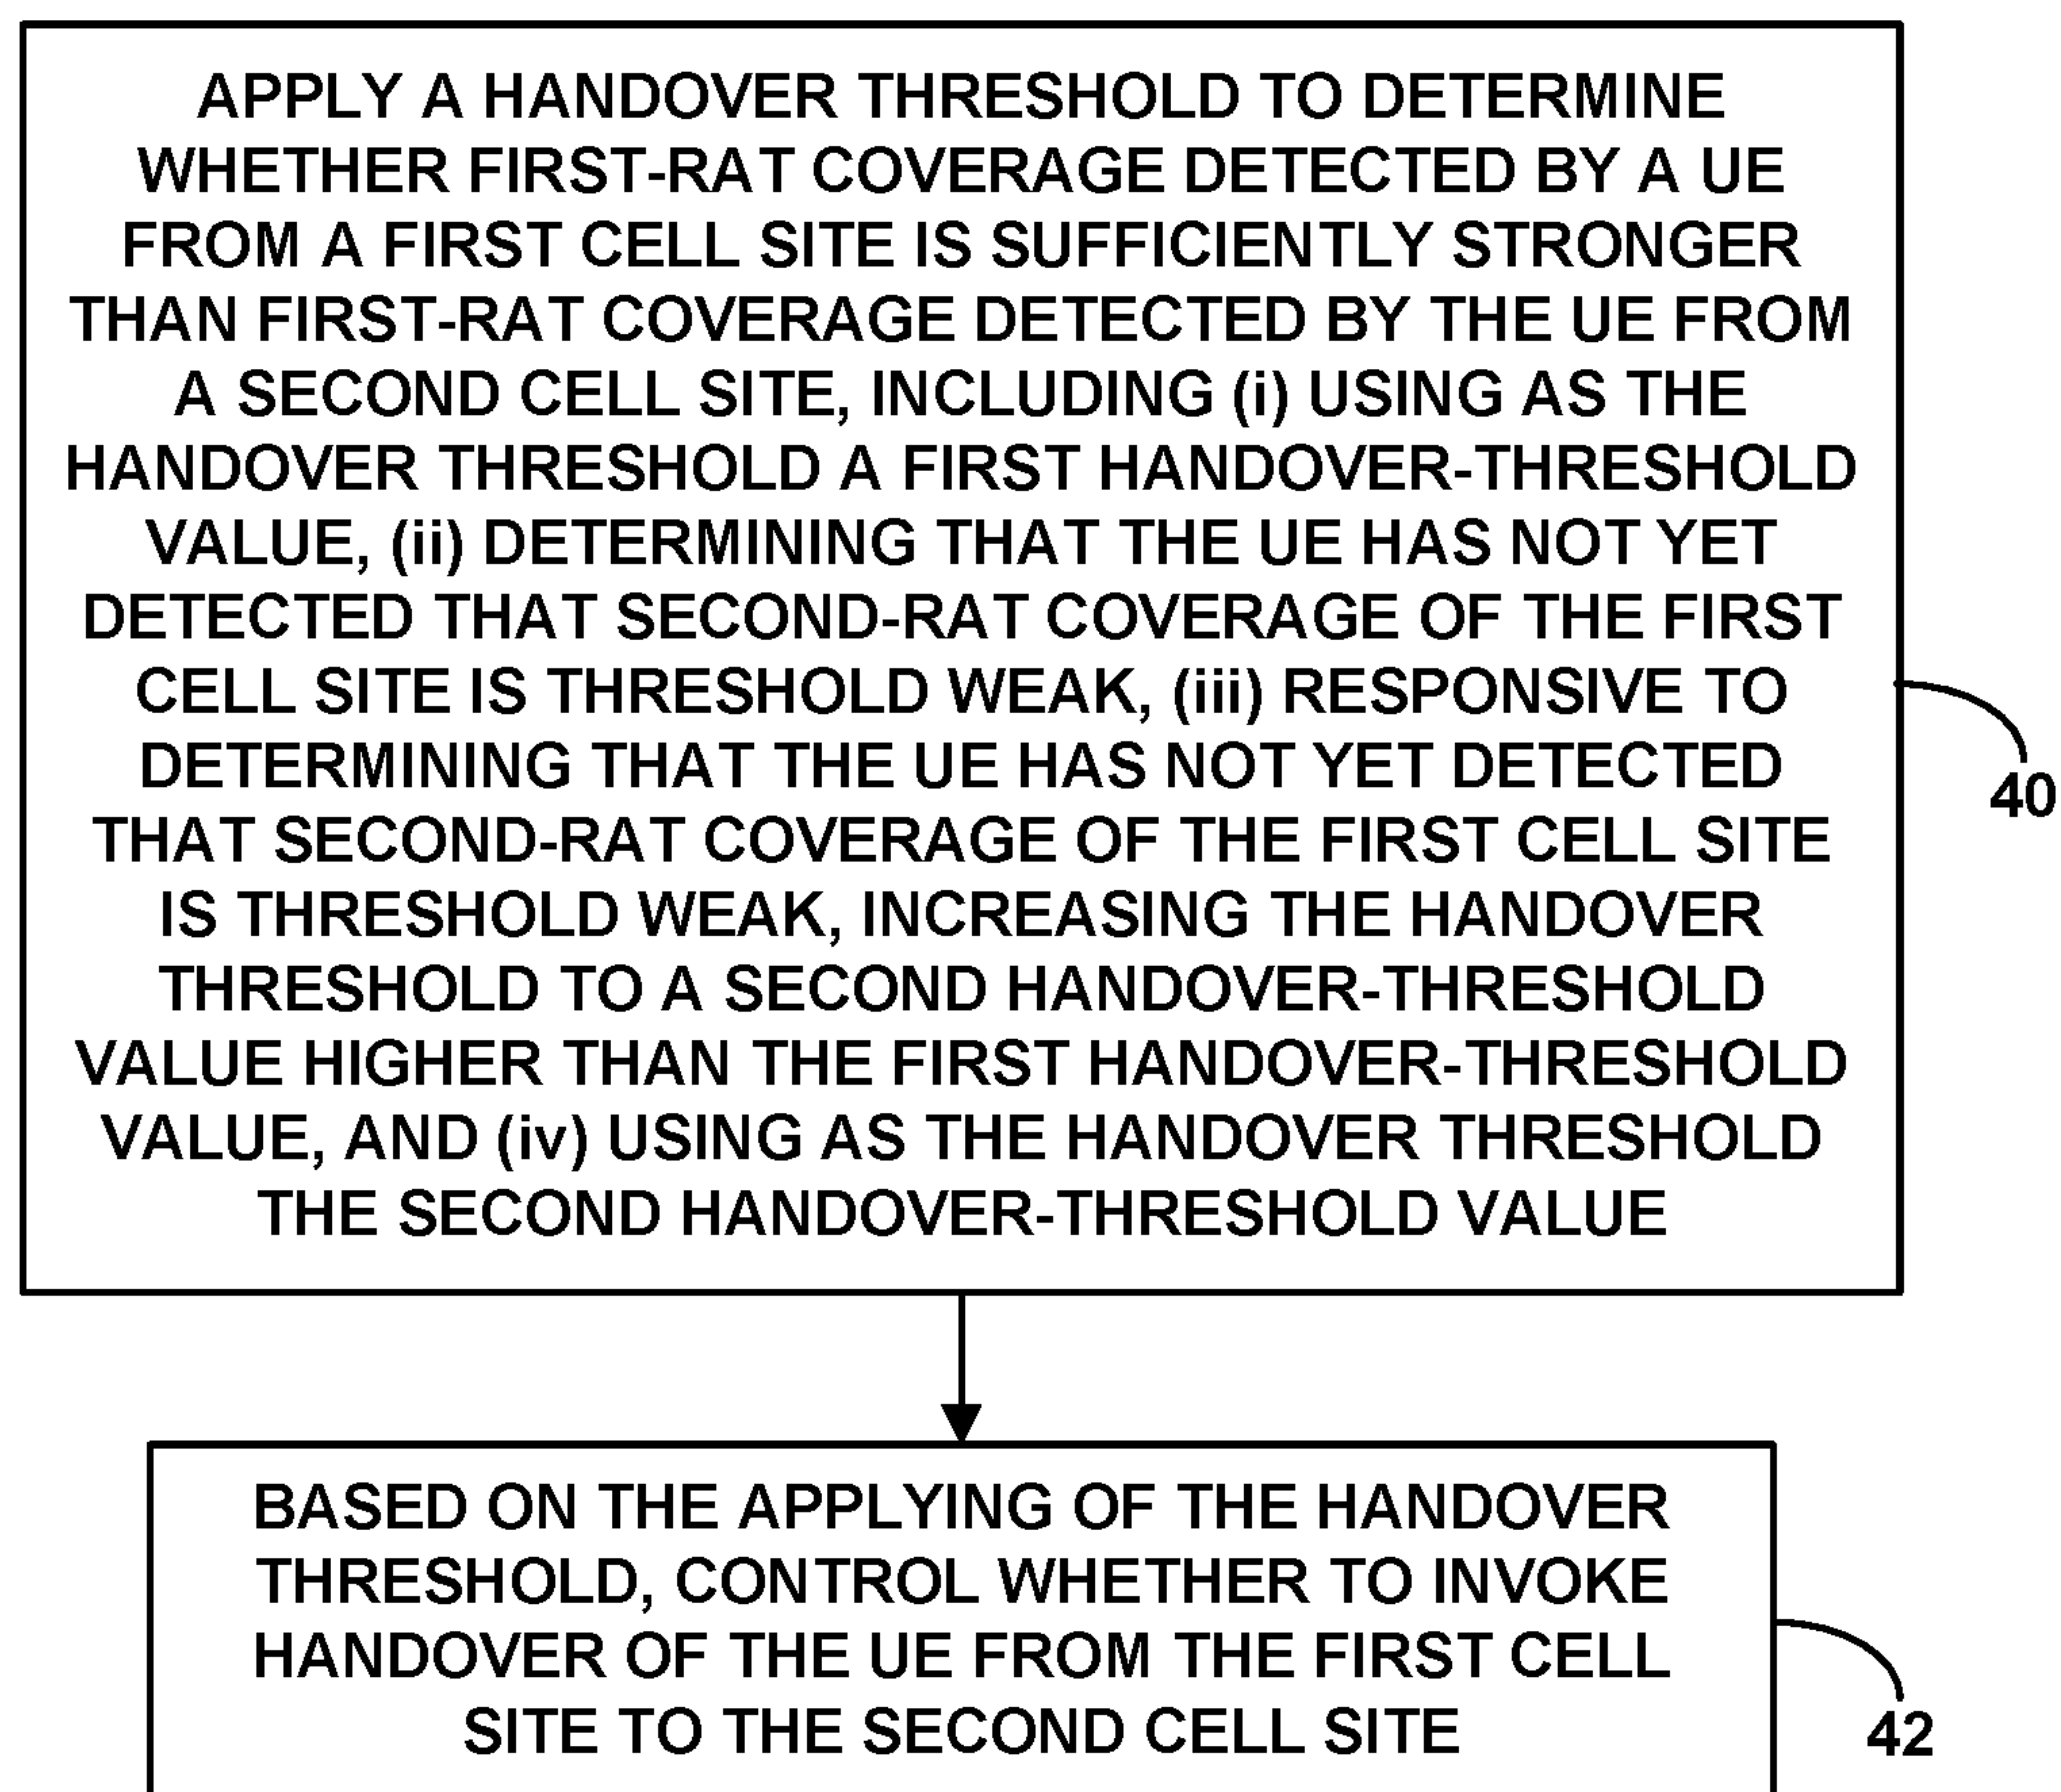 APPLY A HANDOVER THRESHOLD TO DETERMINE
WHETHER FIRST-RAT COVERAGE DETECTED BY A UE
FROM A FIRST CELL SITE IS SUFFICIENTLY STRONGER
THAN FIRST-RAT COVERAGE DETECTED BY THE UE FROM
A SECOND CELL SITE, INCLUDING (i) USING AS THE
HANDOVER THRESHOLD A FIRST HANDOVER-THRESHOLD
VALUE, (ii) DETERMINING THAT THE UE HAS NOT YET
DETECTED THAT SECOND-RAT COVERAGE OF THE FIRST
CELL SITE IS THRESHOLD WEAK, (iii) RESPONSIVE TO
DETERMINING THAT THE UE HAS NOT YET DETECTED
THAT SECOND-RAT COVERAGE OF THE FIRST CELL SITE
IS THRESHOLD WEAK, INCREASING THE HANDOVER
THRESHOLD TO A SECOND HANDOVER-THRESHOLD
VALUE HIGHER THAN THE FIRST HANDOVER-THRESHOLD
VALUE, AND (iv) USING AS THE HANDOVER THRESHOLD
THE SECOND HANDOVER-THRESHOLD VALUE
40
BASED ON THE APPLYING OF THE HANDOVER
THRESHOLD, CONTROL WHETHER TO INVOKE
HANDOVER OF THE UE FROM THE FIRST CELL
SITE TO THE SECOND CELL SITE
42